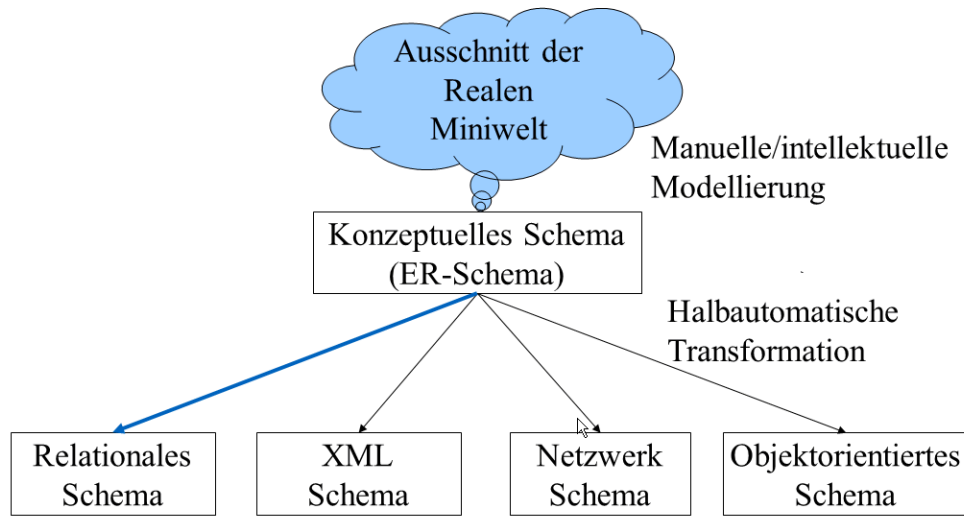 Ausschnitt der
Realen
Miniwelt
Manuelle/intellektuelle
Modellierung
Konzeptuelles Schema
(ER-Schema)
Halbautomatische
Transformation
Relationales
Schema
XML
Schema
Netzwerk
Schema
Objektorientiertes
Schema